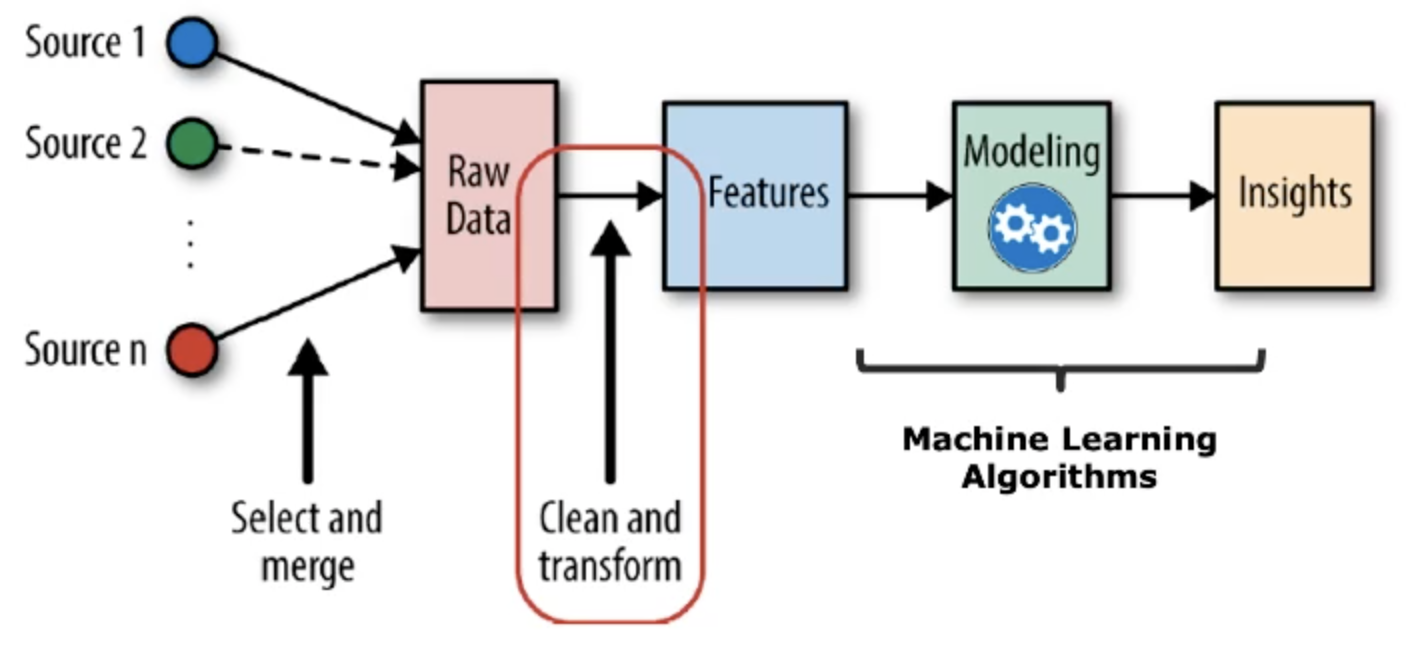 Source 1
Source 2
Source n
Select and
merge
Raw
Data
Clean and
transform
Features
Modeling
Insights
Machine Learning
Algorithms